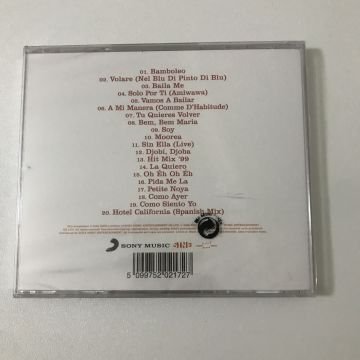 01. Bamboleo
02. Volare (Nel Blu Di Pinto Di Blu)
03. Baila Me
04. Solo Por Ti (Amiwawa)
05. Vamos A Bailar
06. A Mi Manera (Comme D'Habitude)
07. Tu Quieres Volver
08. Bem, Bem Maria
09. Soy
10. Moorea
11. Sin Ella (Live)
12. Djobi, Djoba
13. Hit Mix '99
14. La Quiero
15. Oh Eh Oh Eh
16. Pida Me La
17. Petite Noya
18. Como Ayer
19. Como Siento Yo
20. Hotel California (Spanish Mix)
SONY MUSIC
5 099752 021727